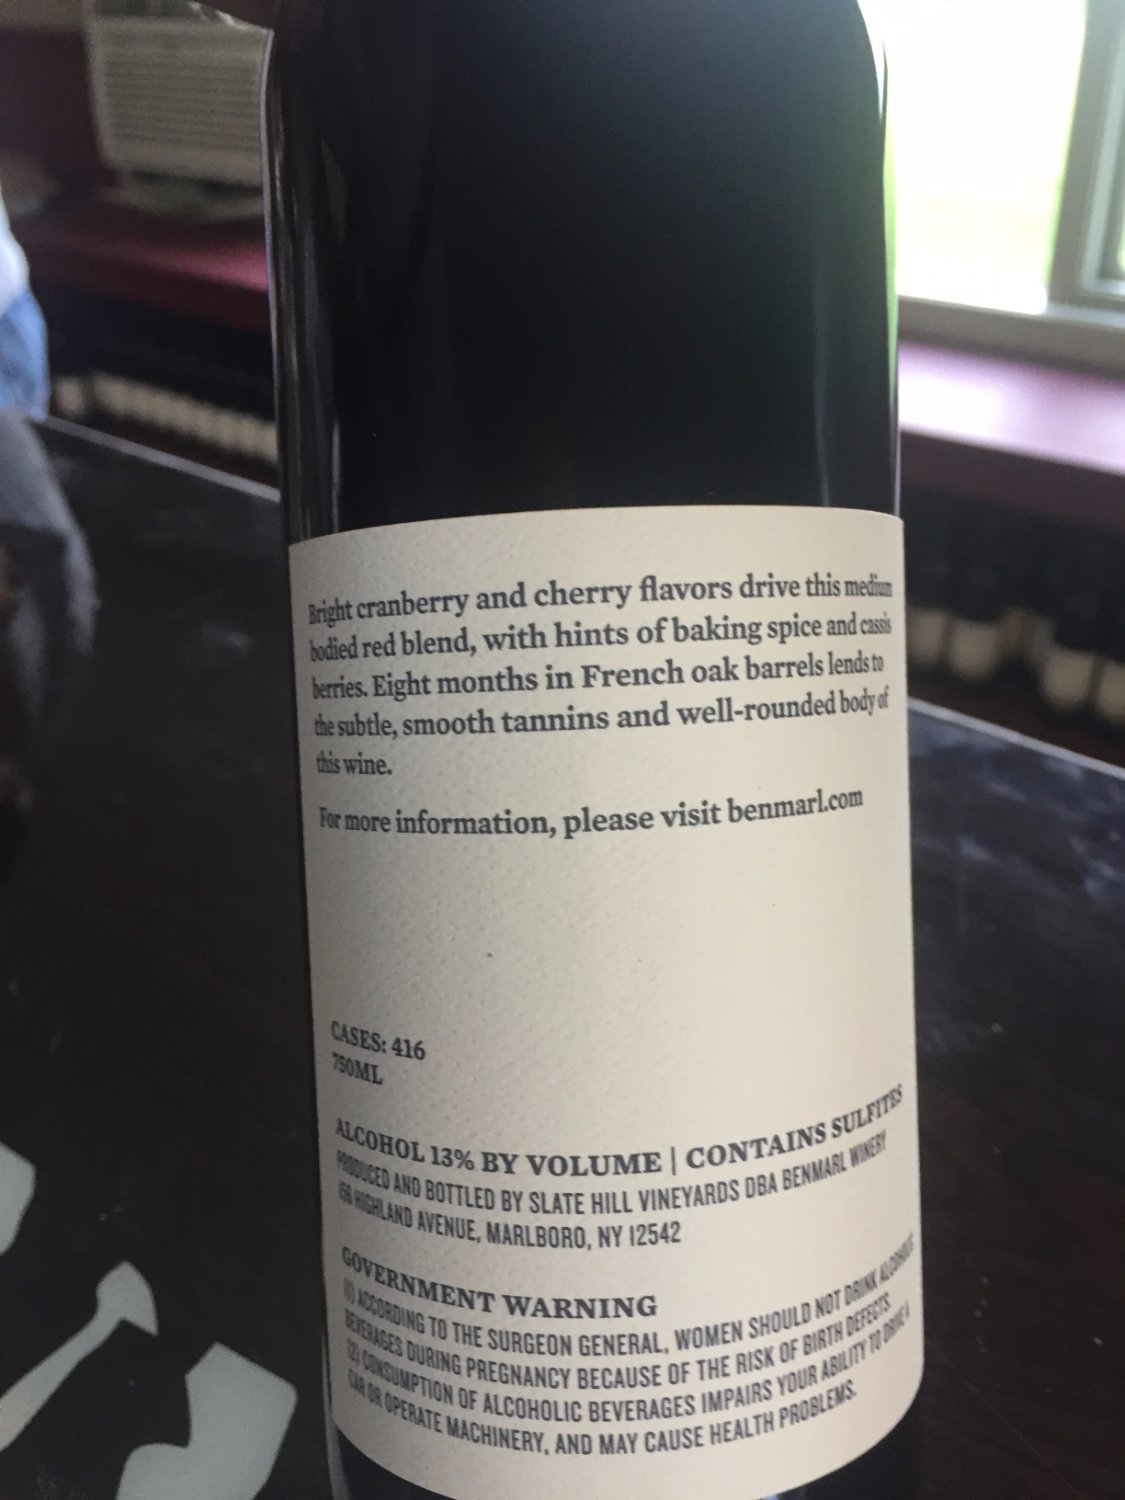 Bright cranberry and cherry flavors drive this medium
bodied red blend, with hints of baking spice and cassis
berries. Eight months in French oak barrels lends to
the subtle, smooth tannins and well-rounded body of
this wine.
For more information, please visit benmarl.com
CASES: 416
750ML
ALCOHOL 13% BY VOLUME | CONTAINS SULFITES
PRODUCED AND BOTTLED BY SLATE HILL VINEYARDS DBA BENMARL WINERY
156 HIGHLAND AVENUE, MARLBORO, NY 12542
GOVERNMENT WARNING
(1) ACCORDING TO THE SURGEON GENERAL, WOMEN SHOULD NOT DRINK ALCOHOLIC
BEVERAGES DURING PREGNANCY BECAUSE OF THE RISK OF BIRTH DEFECTS.
(2) CONSUMPTION OF ALCOHOLIC BEVERAGES IMPAIRS YOUR ABILITY TO DRIVE A
CAR OR OPERATE MACHINERY, AND MAY CAUSE HEALTH PROBLEMS.